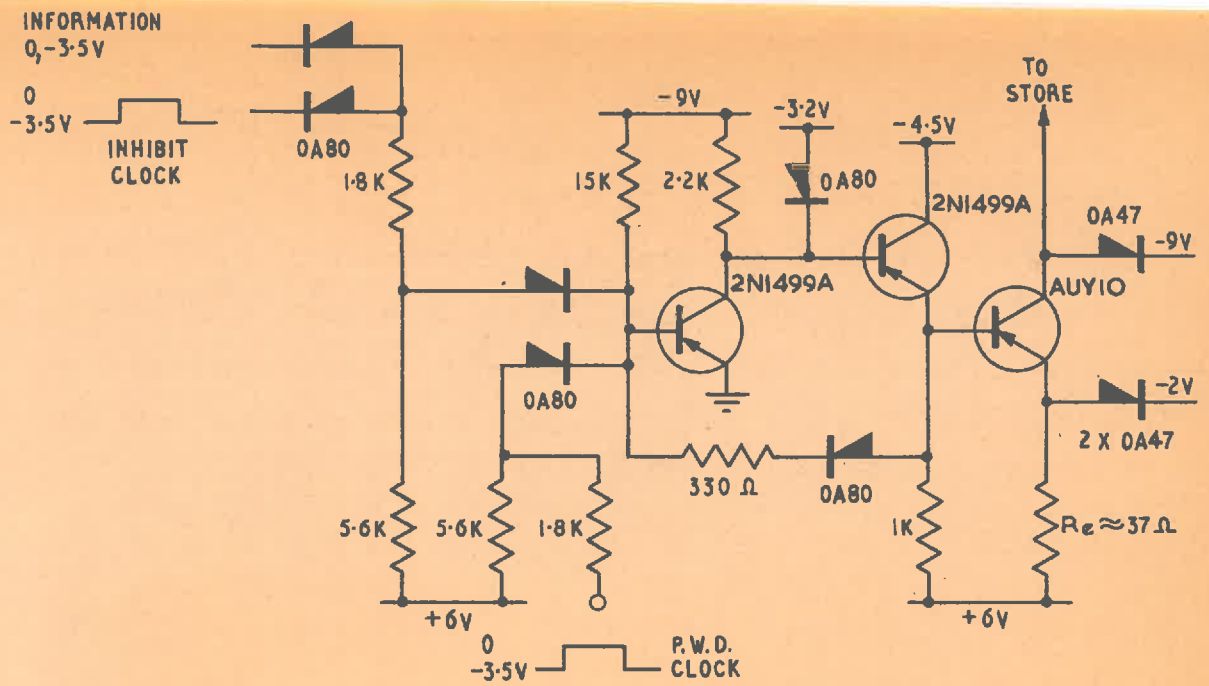 INFORMATION
0,-3·5V
0
-3·5V
INHIBIT
CLOCK
0A80
1·8K
-9V
15K
2·2K
-3·2V
0A80
-4·5V
TO
STORE
2N1499A
2N1499A
0A47
-9V
AUY10
0A80
-2V
2 X 0A47
330 Ω
0A80
5·6K
5·6K
1·8K
1K
Re≈37Ω
+6V
+6V
0
-3·5V
P.W.D.
CLOCK